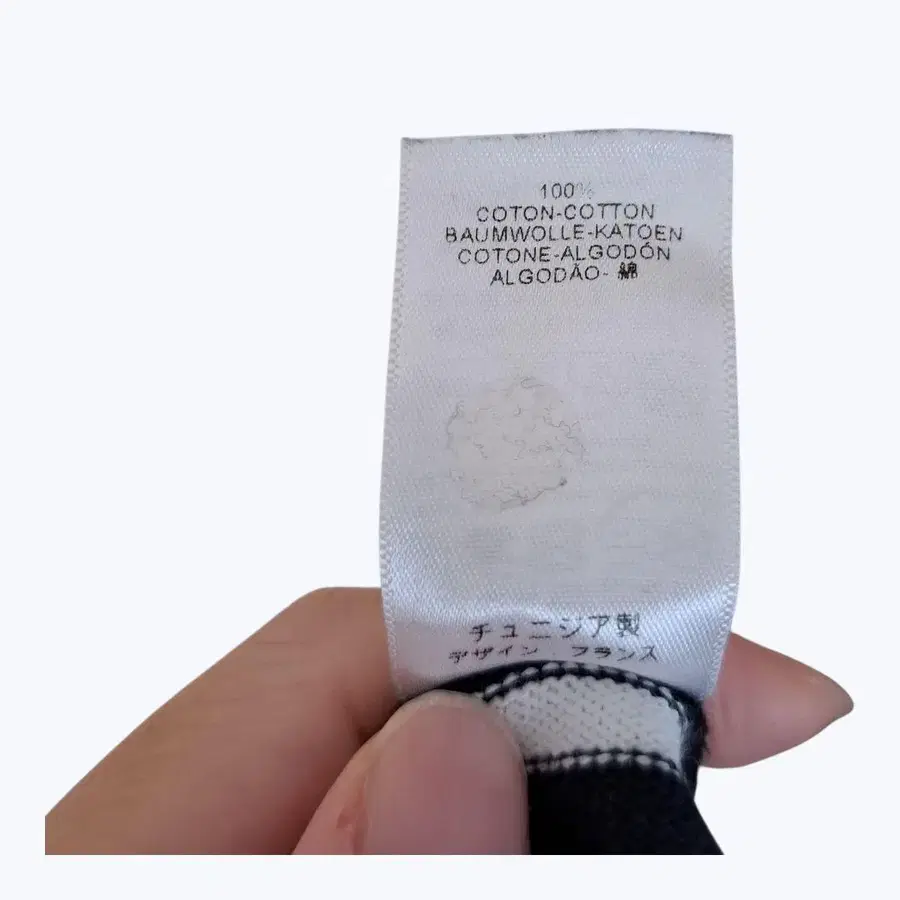 100%
COTON-COTTON
BAUMWOLLE-KATOEN
COTONE-ALGODÓN
ALGODÃO- 綿
チュニジア製
デザイン : フランス